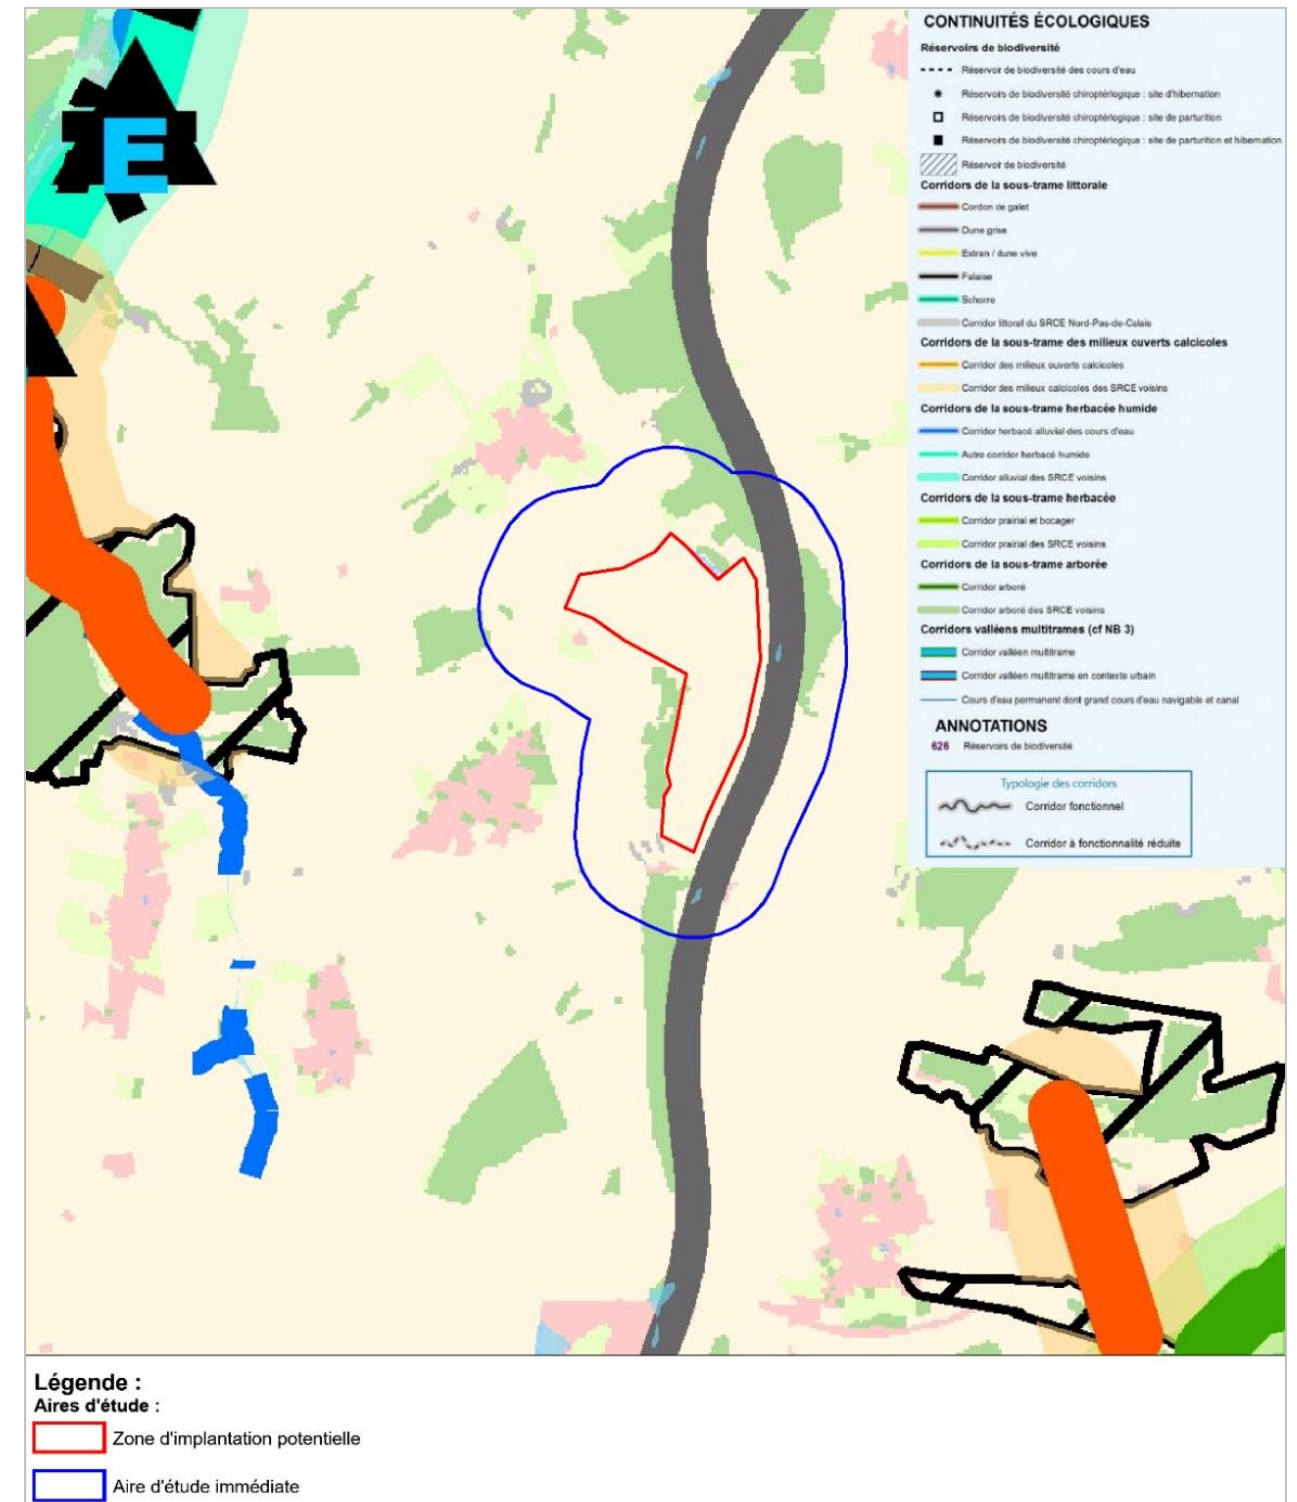 E
CONTINUITÉS ÉCOLOGIQUES
Réservoirs de biodiversité
Réservoir de biodiversité des cours d'eau
Réservoirs de biodiversité chiroptérologique : site d'hibernation
Réservoirs de biodiversité chiroptérologique : site de parturition
Réservoirs de biodiversité chiroptérologique : site de parturition et hibernation
Réservoir de biodiversité
Corridors de la sous-trame littorale
Cordon de galet
Dune grise
Estran / dune vive
Falaise
Schorre
Corridor littoral du SRCE Nord-Pas-de-Calais
Corridors de la sous-trame des milieux ouverts calcicoles
Corridor des milieux ouverts calcicoles
Corridor des milieux calcicoles des SRCE voisins
Corridors de la sous-trame herbacée humide
Corridor herbacé alluvial des cours d'eau
Autre corridor herbacé humide
Corridor alluvial des SRCE voisins
Corridors de la sous-trame herbacée
Corridor prairial et bocager
Corridor prairial des SRCE voisins
Corridors de la sous-trame arborée
Corridor arboré
Corridor arboré des SRCE voisins
Corridors valléens multitrames (cf NB 3)
Corridor valléen multitrame
Corridor valléen multitrame en contexte urbain
Cours d'eau permanent dont grand cours d'eau navigable et canal
ANNOTATIONS
626 Réservoirs de biodiversité
Typologie des corridors
Corridor fonctionnel
Corridor à fonctionnalité réduite
Légende :
Aires d'étude :
Zone d'implantation potentielle
Aire d'étude immédiate